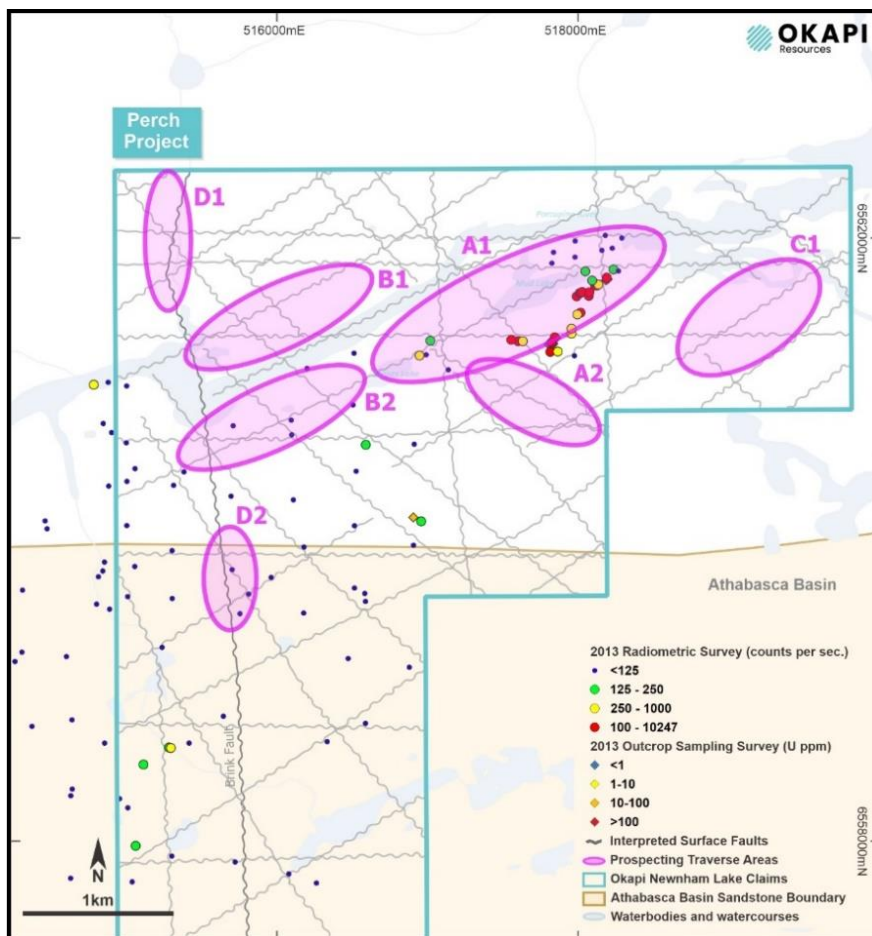 516000mE
518000mE
OKAPI
Resources
Perch
Project
D1
A1
C1
6562000mN
B1
A2
B2
D2
Athabasca Basin
2013 Radiometric Survey (counts per sec.)
<125
125 - 250
250 - 1000
100 - 10247
2013 Outcrop Sampling Survey (U ppm)
<1
1-10
10-100
>100
Brink Fault
6558000mN
Interpreted Surface Faults
Prospecting Traverse Areas
Okapi Newnham Lake Claims
Athabasca Basin Sandstone Boundary
Waterbodies and watercourses
N
1km